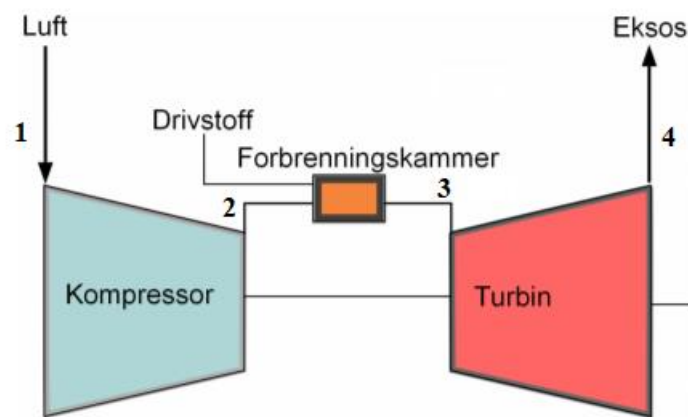 Luft
Eksos
1
4
Drivstoff
Forbrenningskammer
2
3
Kompressor
Turbin